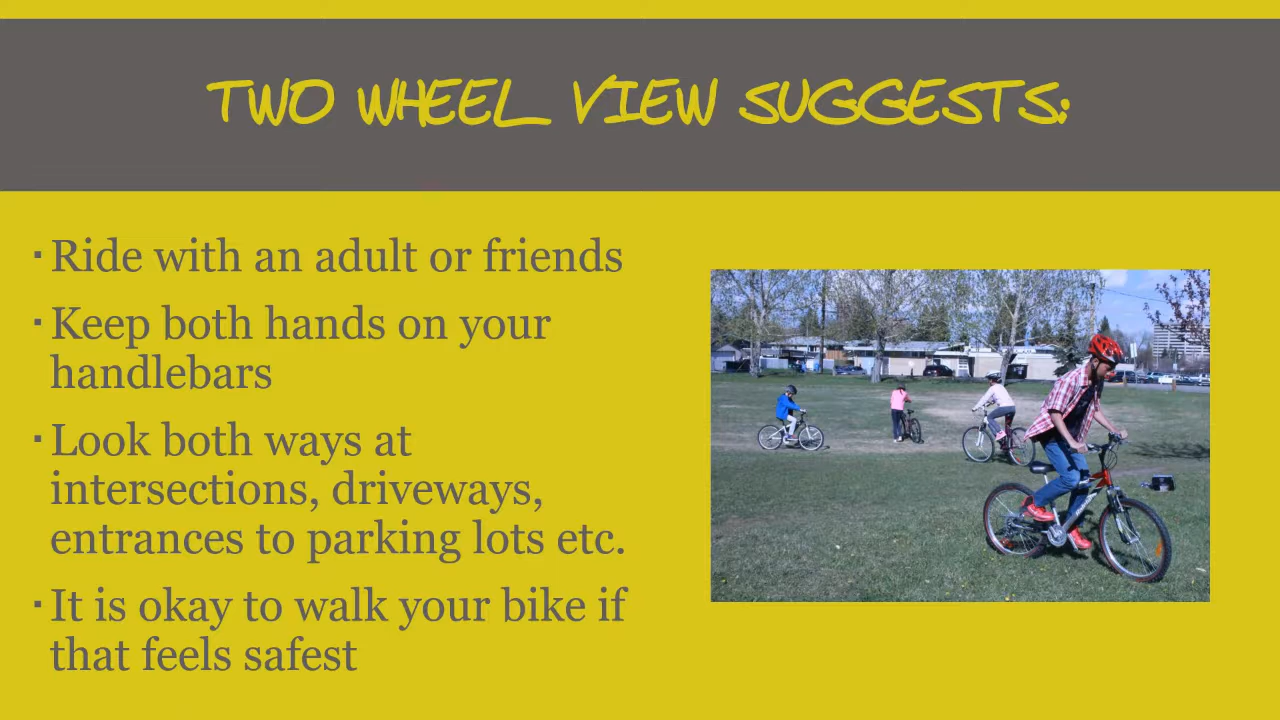 TWO WHEEL VIEW SUGGESTS:
▪ Ride with an adult or friends
▪ Keep both hands on your
handlebars
▪ Look both ways at
intersections, driveways,
entrances to parking lots etc.
▪ It is okay to walk your bike if
that feels safest